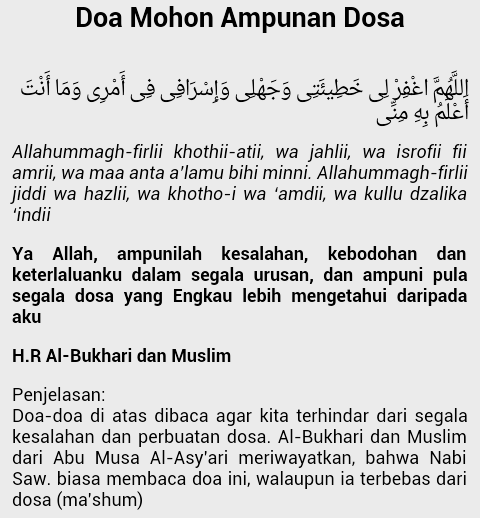 Doa Mohon Ampunan Dosa
اللَّهُمَّ اغْفِرْ لِى خَطِيئَتِى وَجَهْلِى وَإِسْرَافِى فِى أَمْرِى وَمَا أَنْتَ
أَعْلَمُ بِهِ مِنِّى
Allahummagh-firlii khothii-atii, wa jahlii, wa isrofii fii
amrii, wa maa anta a'lamu bihi minni. Allahummagh-firlii
jiddi wa hazlii, wa khotho-i wa 'amdii, wa kullu dzalika
'indii
Ya Allah, ampunilah kesalahan, kebodohan dan
keterlaluanku dalam segala urusan, dan ampuni pula
segala dosa yang Engkau lebih mengetahui daripada
aku
H.R Al-Bukhari dan Muslim
Penjelasan:
Doa-doa di atas dibaca agar kita terhindar dari segala
kesalahan dan perbuatan dosa. Al-Bukhari dan Muslim
dari Abu Musa Al-Asy'ari meriwayatkan, bahwa Nabi
Saw. biasa membaca doa ini, walaupun ia terbebas dari
dosa (ma'shum)